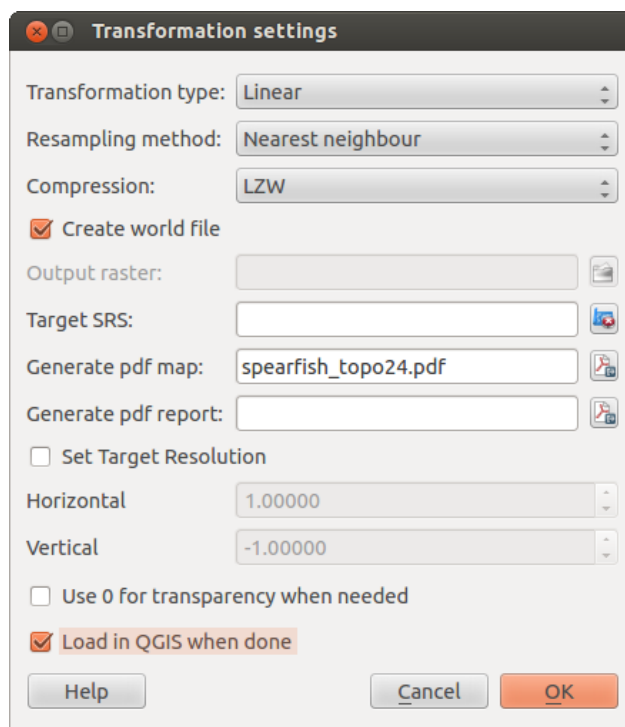 Transformation settings
Transformation type: Linear
Resampling method: Nearest neighbour
Compression: LZW
Create world file
Output raster:
Target SRS:
Generate pdf map: spearfish_topo24.pdf
Generate pdf report:
Set Target Resolution
Horizontal 1.00000
Vertical -1.00000
Use 0 for transparency when needed
Load in QGIS when done
Help Cancel OK